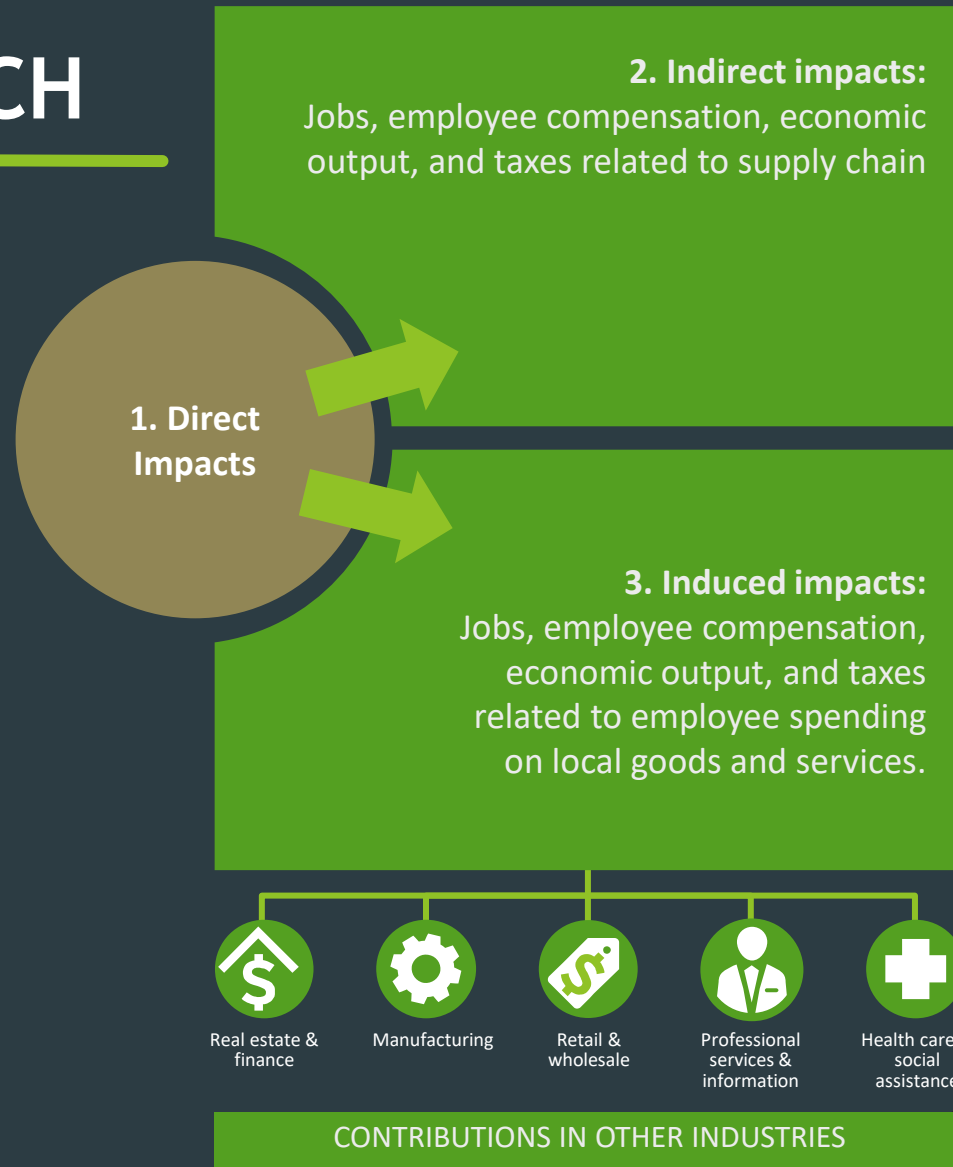 CH
2. Indirect impacts:
Jobs, employee compensation, economic
output, and taxes related to supply chain
1. Direct
Impacts
3. Induced impacts:
Jobs, employee compensation,
economic output, and taxes
related to employee spending
on local goods and services.
Real estate &
finance
Manufacturing
Retail &
wholesale
Professional
services &
information
Health care
social
assistance
CONTRIBUTIONS IN OTHER INDUSTRIES